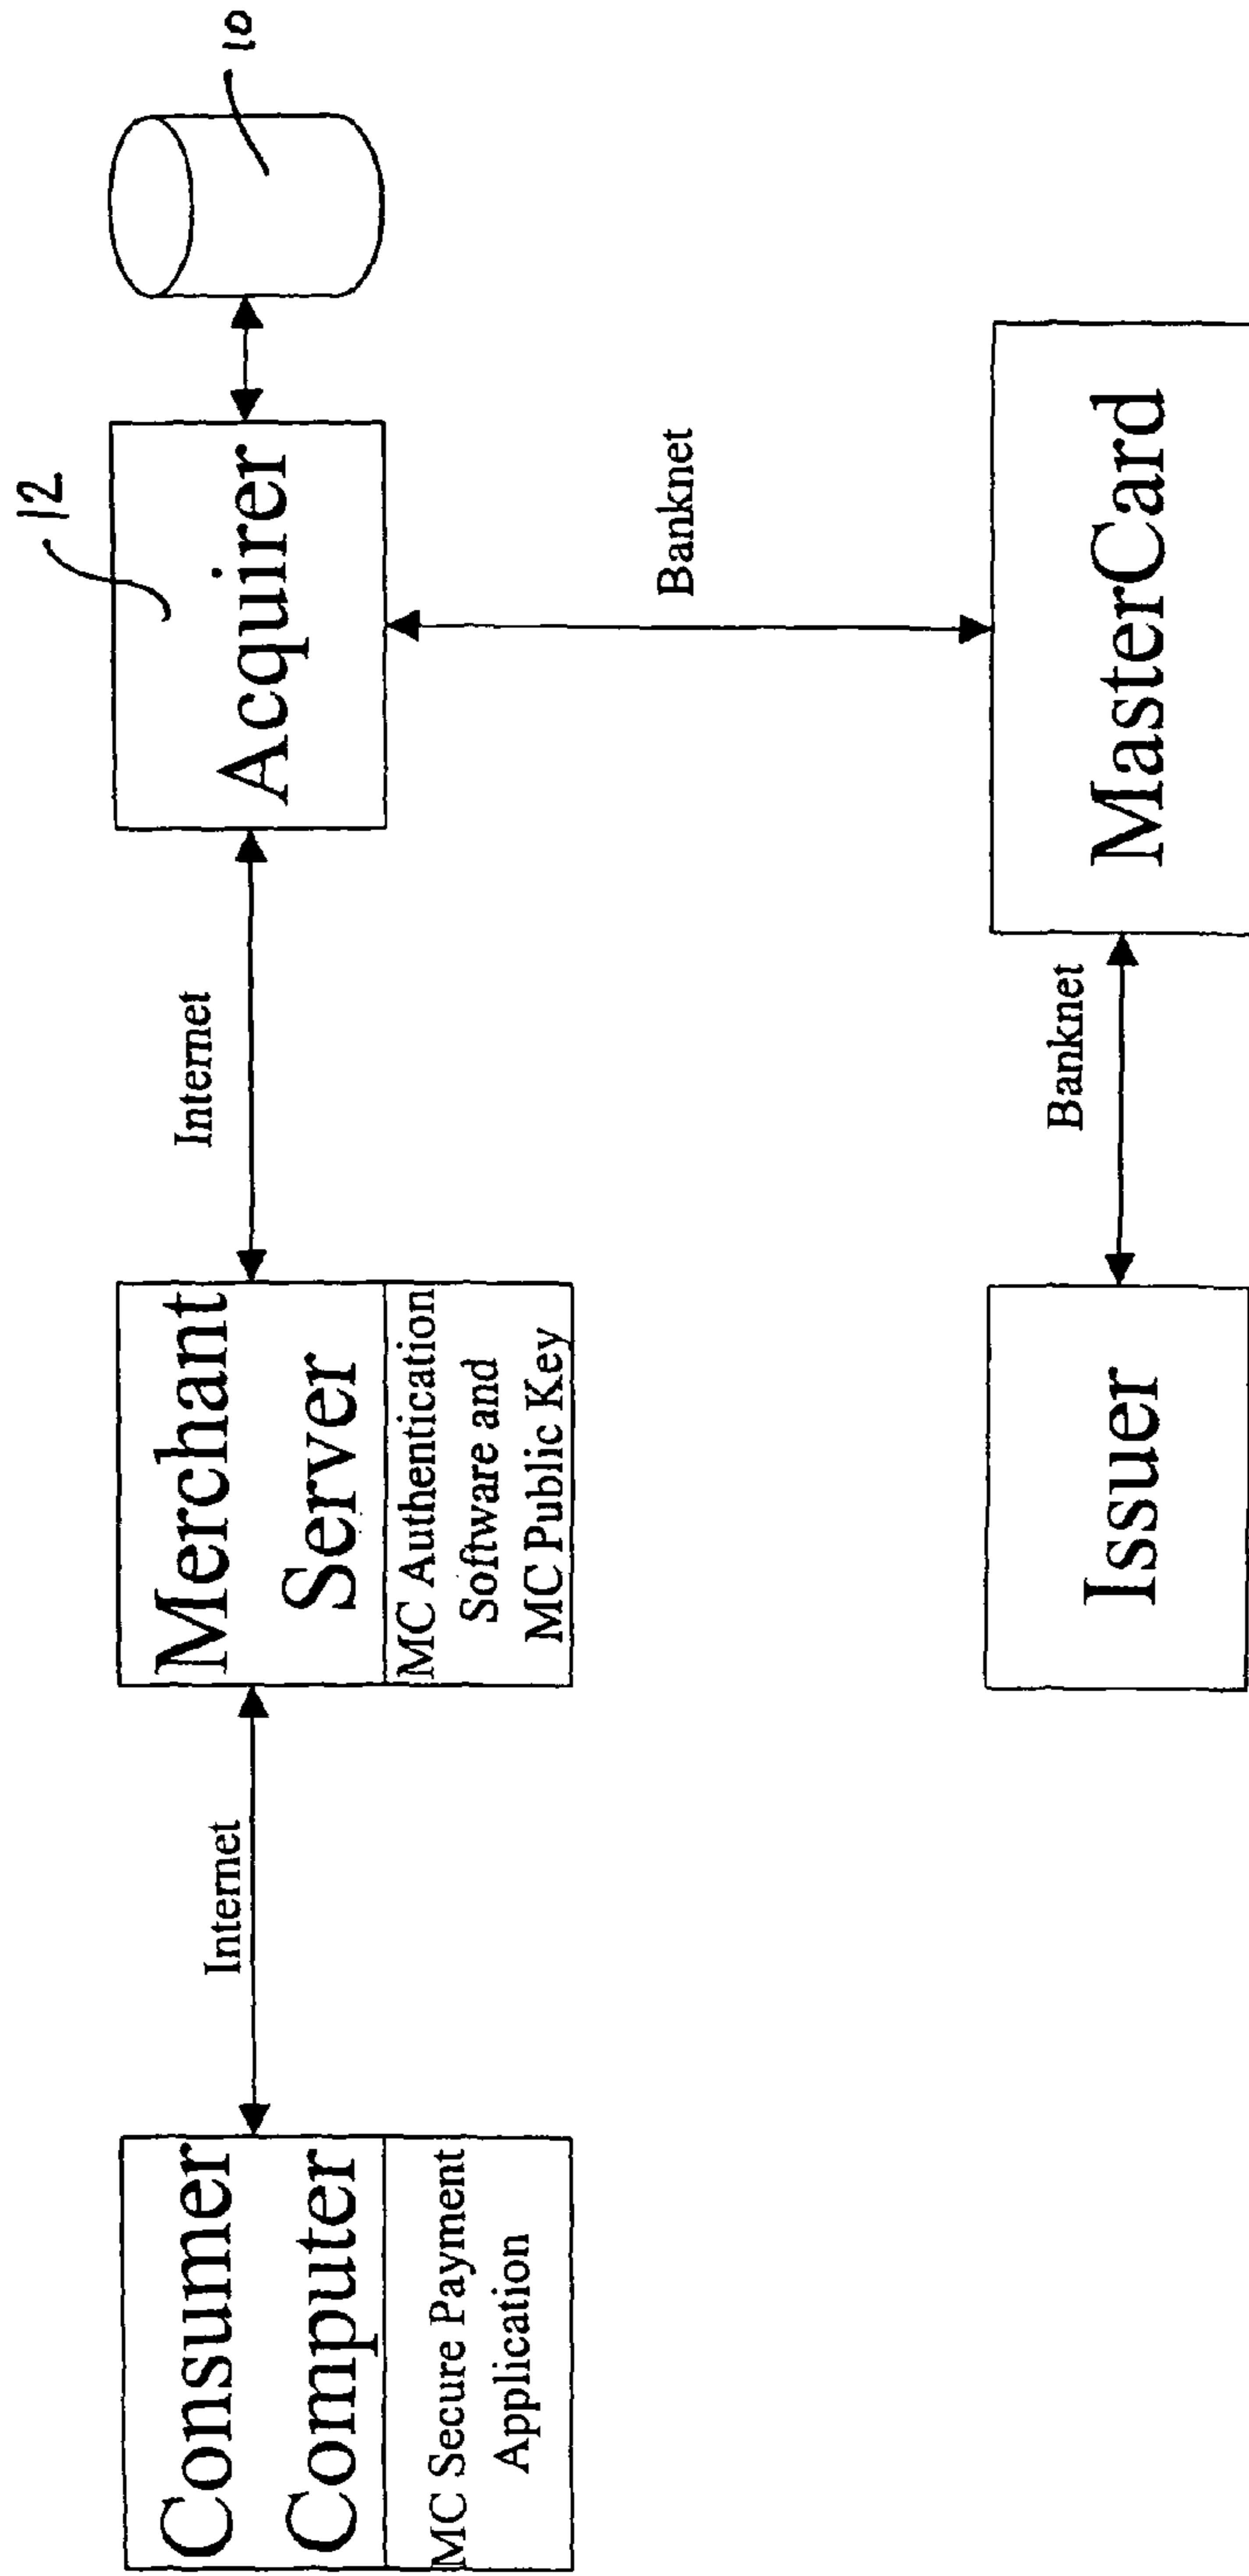 Consumer
Computer
MC Secure Payment
Application
Internet
Merchant
Server
MC Authentication
Software and
MC Public Key
Internet
12
Acquirer
10
Banknet
Issuer
Banknet
MasterCard